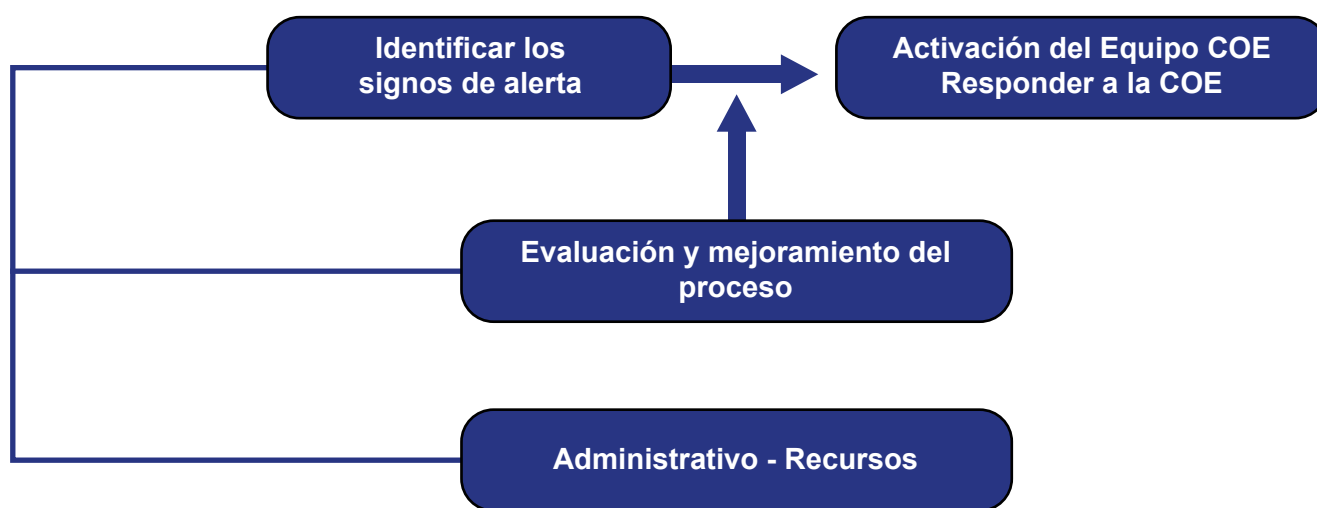 Identificar los
signos de alerta
Activación del Equipo COE
Responder a la COE
Evaluación y mejoramiento del
proceso
Administrativo - Recursos